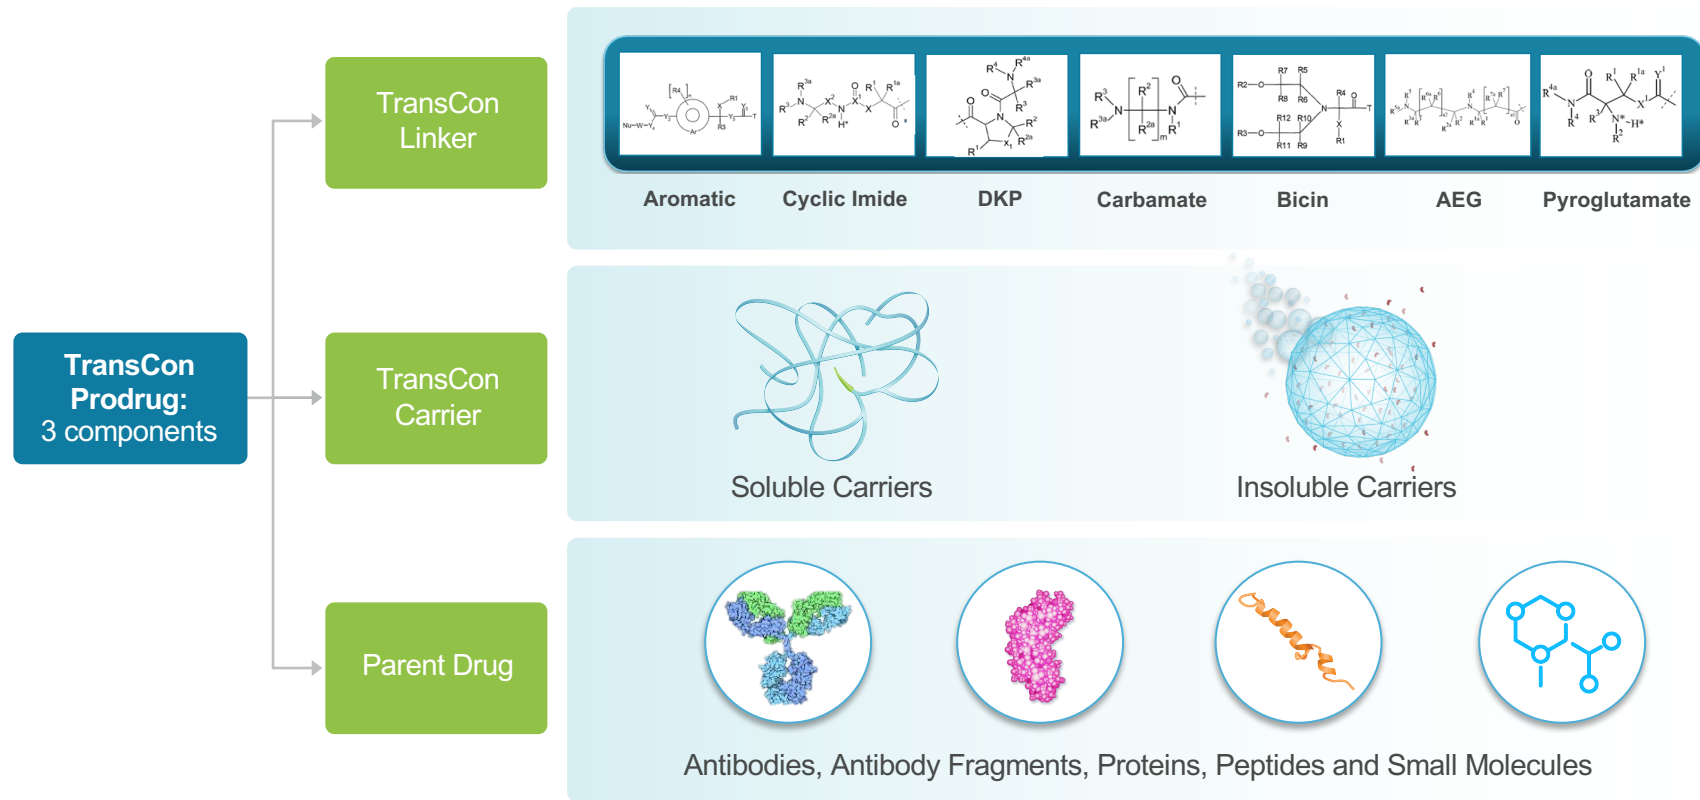 TransCon
Prodrug:
3 components
TransCon
Linker
Aromatic
Cyclic Imide
DKP
Carbamate
Bicin
AEG
Pyroglutamate
TransCon
Carrier
Soluble Carriers
Insoluble Carriers
Parent Drug
Antibodies, Antibody Fragments, Proteins, Peptides and Small Molecules